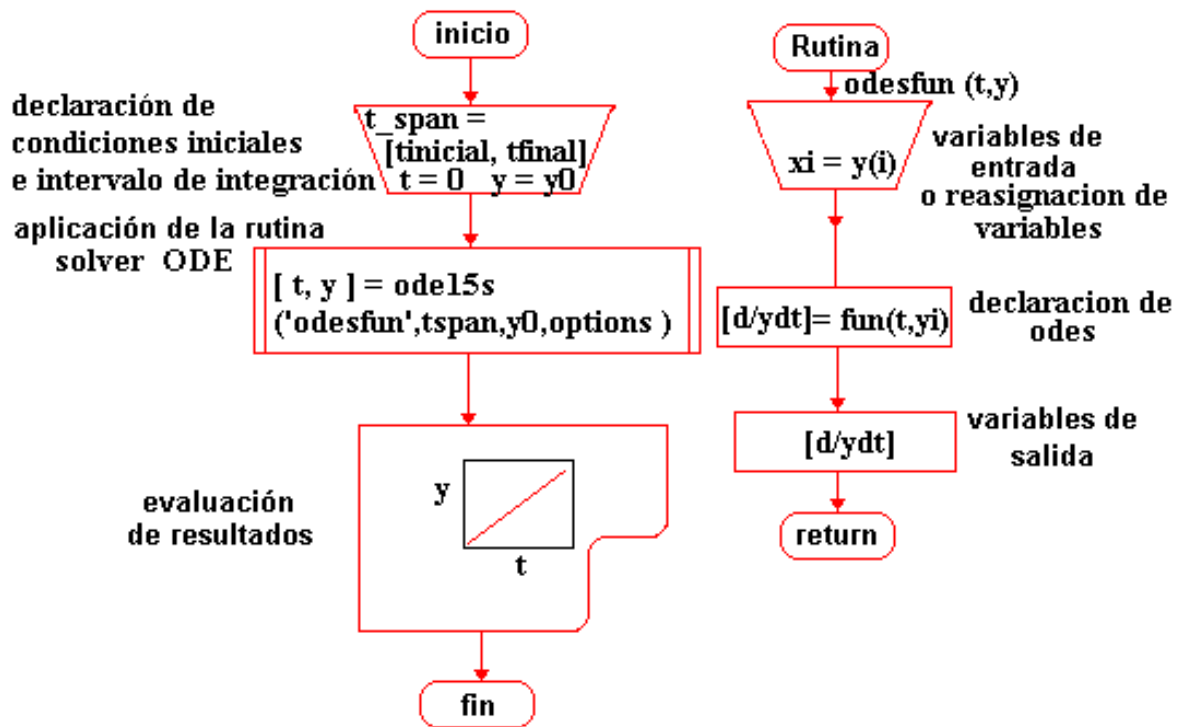 inicio
declaración de
condiciones iniciales
e intervalo de integración
t_span =
[tinicial, tfinal]
t = 0 y = y0
aplicación de la rutina
solver ODE
[ t, y ] = ode15s
('odesfun',tspan,y0,options )
evaluación
de resultados
y
t
fin
Rutina
odesfun (t,y)
xi = y(i)
variables de
entrada
o reasignacion de
variables
[d/ydt]= fun(t,yi)
declaracion de
odes
[d/ydt]
variables de
salida
return